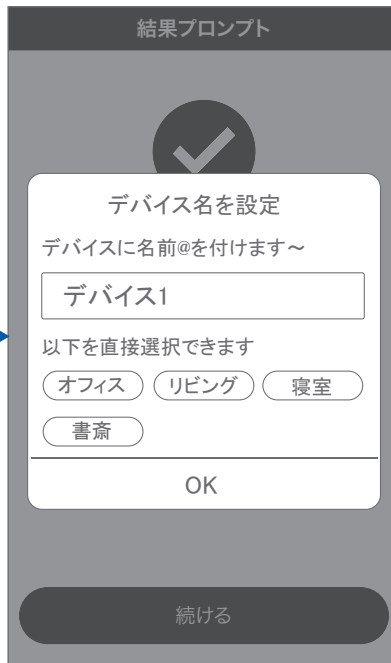 結果プロンプト
デバイス名を設定
デバイスに名前@を付けます～
デバイス1
以下を直接選択できます
オフィス リビング 寝室
書斎
OK
続ける